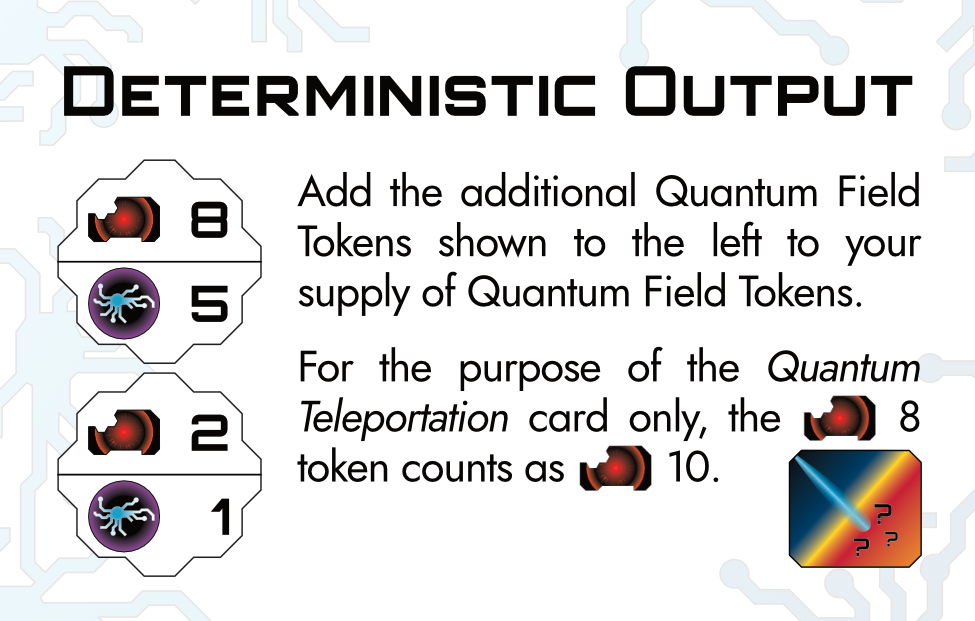 DETERMINISTIC OUTPUT
8
5
2
1
Add the additional Quantum Field
Tokens shown to the left to your
supply of Quantum Field Tokens.
For the purpose of the Quantum
Teleportation card only, the 8
token counts as 10.
? ? ?